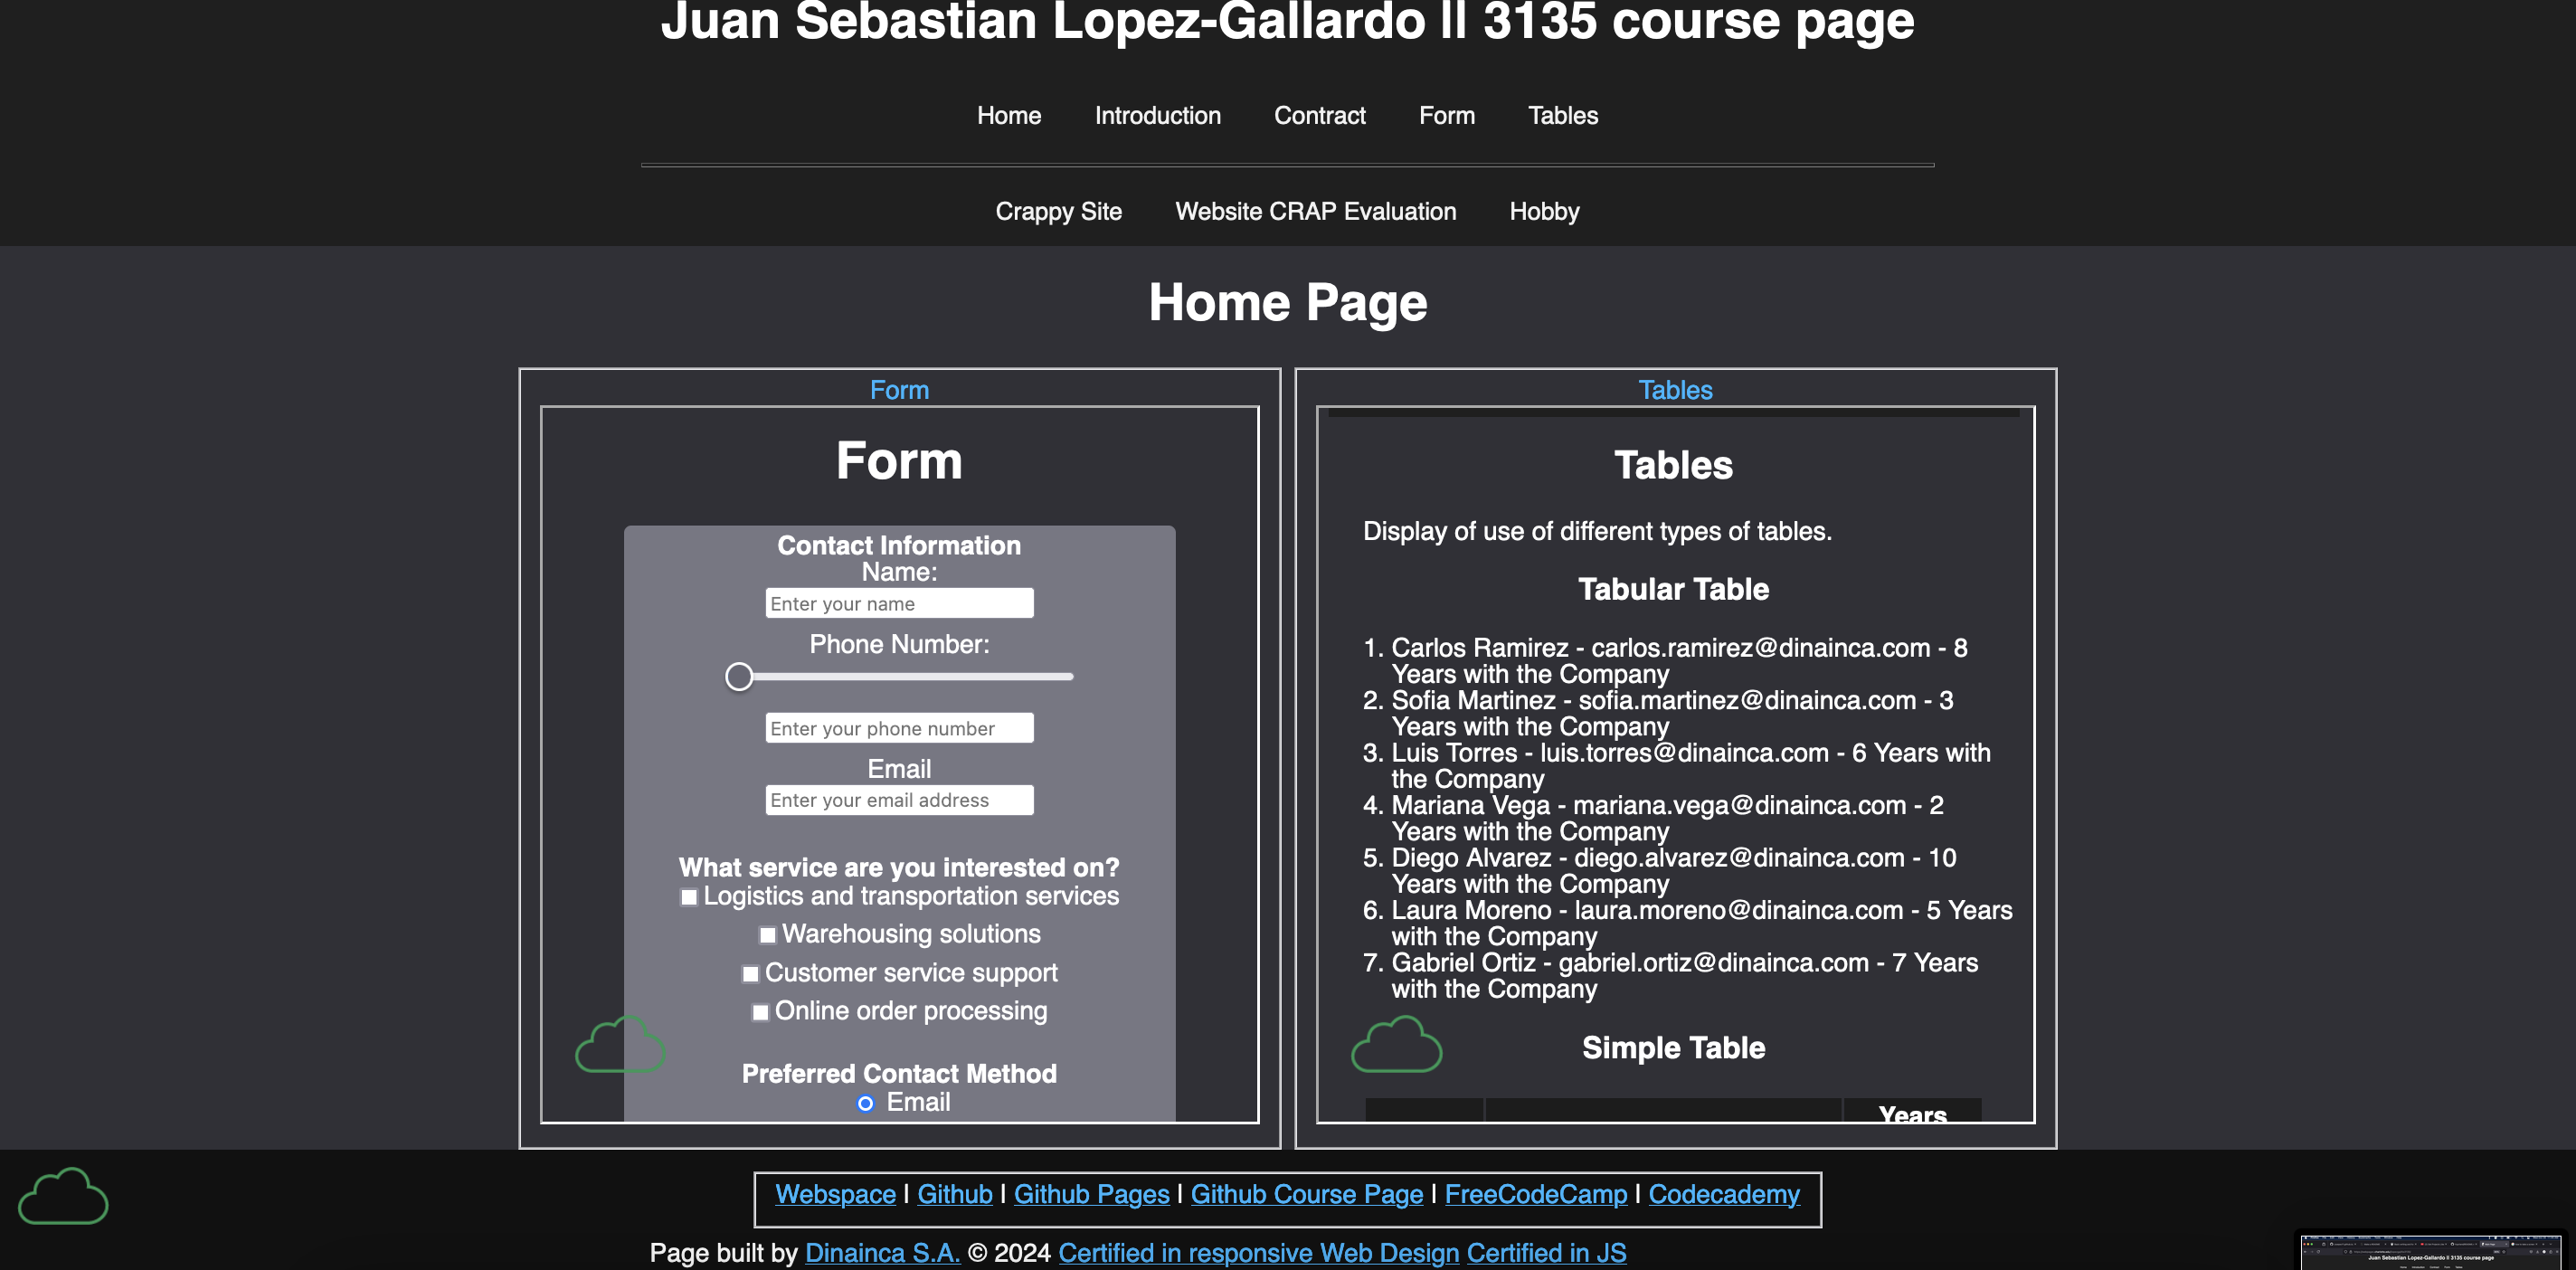 Juan Sebastian Lopez-Gallardo || 3135 course page
Home Introduction Contract Form Tables
Crappy Site Website CRAP Evaluation Hobby
Home Page
Form
Form
Contact Information
Name:
Enter your name
Phone Number:
Enter your phone number
Email
Enter your email address
What service are you interested on?
Logistics and transportation services
Warehousing solutions
Customer service support
Online order processing
Preferred Contact Method
Email
Tables
Tables
Display of use of different types of tables.
Tabular Table
1. Carlos Ramirez - carlos.ramirez@dinainca.com - 8
Years with the Company
2. Sofia Martinez - sofia.martinez@dinainca.com - 3
Years with the Company
3. Luis Torres - luis.torres@dinainca.com - 6 Years with
the Company
4. Mariana Vega - mariana.vega@dinainca.com - 2
Years with the Company
5. Diego Alvarez - diego.alvarez@dinainca.com - 10
Years with the Company
6. Laura Moreno - laura.moreno@dinainca.com - 5 Years
with the Company
7. Gabriel Ortiz - gabriel.ortiz@dinainca.com - 7 Years
with the Company
Simple Table
Years
Webspace | Github | Github Pages | Github Course Page | FreeCodeCamp | Codecademy
Page built by Dinainca S.A. © 2024 Certified in responsive Web Design Certified in JS
Juan Sebastian Lopez-Gallardo || 3135 course page